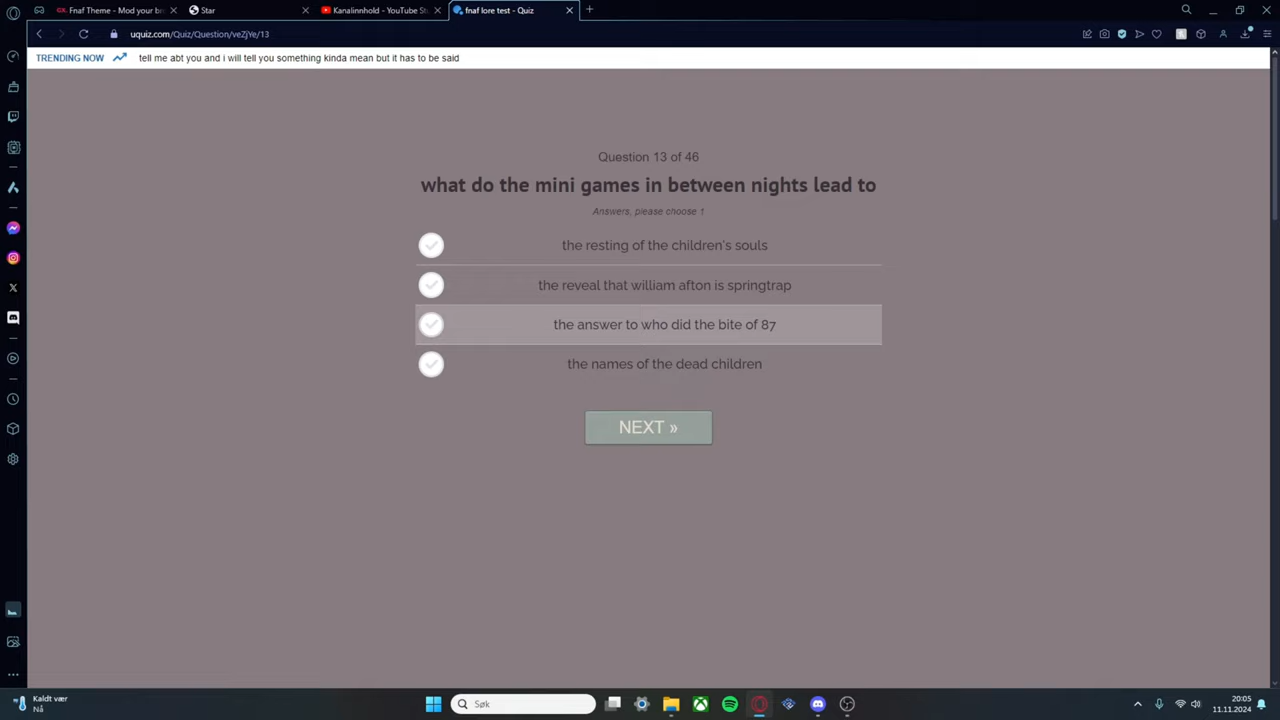 Fnaf Theme - Mod your br
Star
Kanalinnhold - YouTube St
fnaf lore test - Quiz
uquiz.com/Quiz/Question/veZjYe/13
TRENDING NOW
tell me abt you and i will tell you something kinda mean but it has to be said
Question 13 of 46
what do the mini games in between nights lead to
Answers, please choose 1
the resting of the children's souls
the reveal that william afton is springtrap
the answer to who did the bite of 87
the names of the dead children
NEXT »
Kaldt vær
Nå
Søk
20:05
11.11.2024